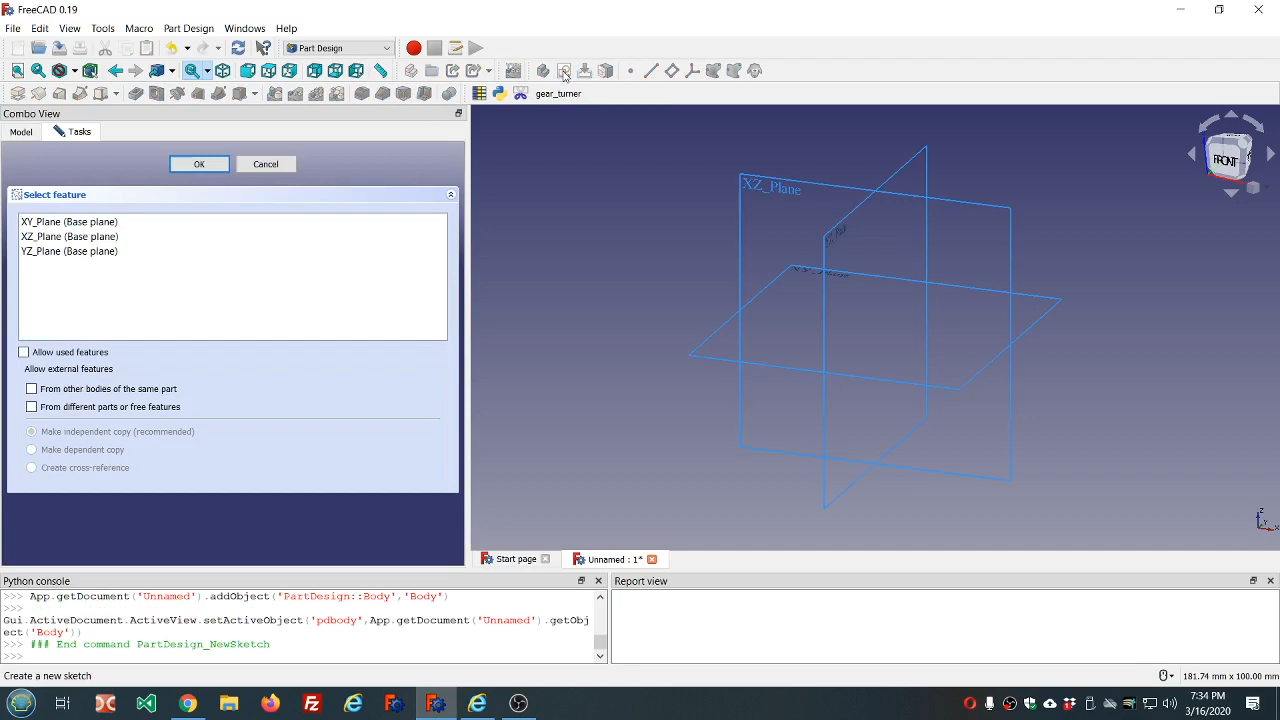 FreeCAD 0.19
File Edit View Tools Macro Part Design Windows Help
Part Design
gear_turner
Combo View
Model Tasks
OK Cancel
Select feature
XY_Plane (Base plane)
XZ_Plane (Base plane)
YZ_Plane (Base plane)
Allow used features
Allow external features
From other bodies of the same part
From different parts or free features
Make independent copy (recommended)
Make dependent copy
Create cross-reference
XZ_Plane
FRONT
Start page Unnamed : 1*
Python console
>>> App.getDocument('Unnamed').addObject('PartDesign::Body','Body')
>>>
Gui.ActiveDocument.ActiveView.setActiveObject('pdbody',App.getDocument('Unnamed').getObj
ect('Body'))
>>> ### End command PartDesign_NewSketch
>>>
Report view
Create a new sketch
181.74 mm x 100.00 mm
7:34 PM
3/16/2020